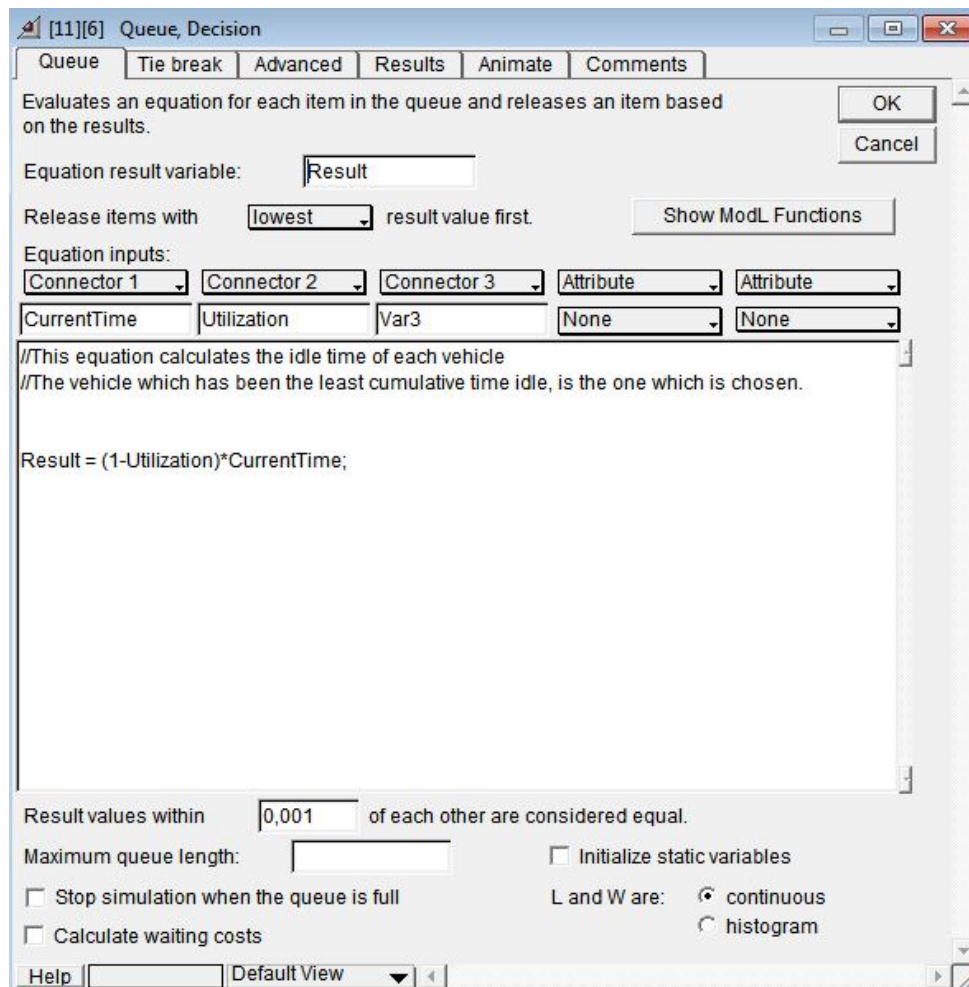 [11][6] Queue, Decision
Queue Tie break Advanced Results Animate Comments
Evaluates an equation for each item in the queue and releases an item based
on the results.
OK
Cancel
Equation result variable: Result
Release items with lowest result value first. Show ModL Functions
Equation inputs:
Connector 1 Connector 2 Connector 3 Attribute Attribute
CurrentTime Utilization Var3 None None
//This equation calculates the idle time of each vehicle
//The vehicle which has been the least cumulative time idle, is the one which is chosen.
Result = (1-Utilization)*CurrentTime;
Result values within 0,001 of each other are considered equal.
Maximum queue length: Initialize static variables
Stop simulation when the queue is full L and W are: continuous
histogram
Calculate waiting costs
Help Default View